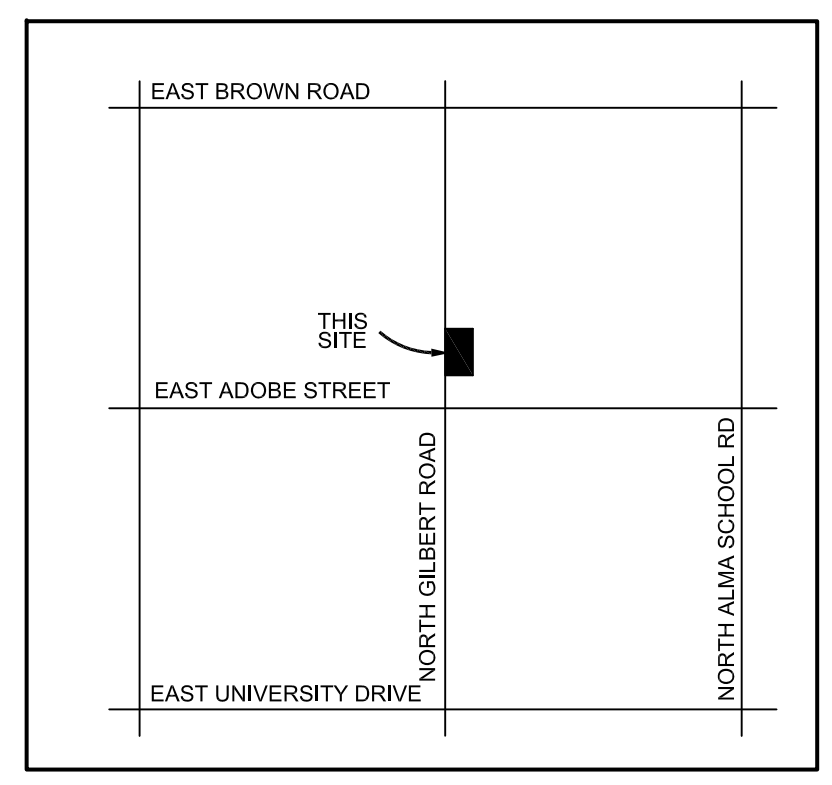 EAST BROWN ROAD
THIS
SITE
EAST ADOBE STREET
NORTH GILBERT ROAD
NORTH ALMA SCHOOL RD
EAST UNIVERSITY DRIVE